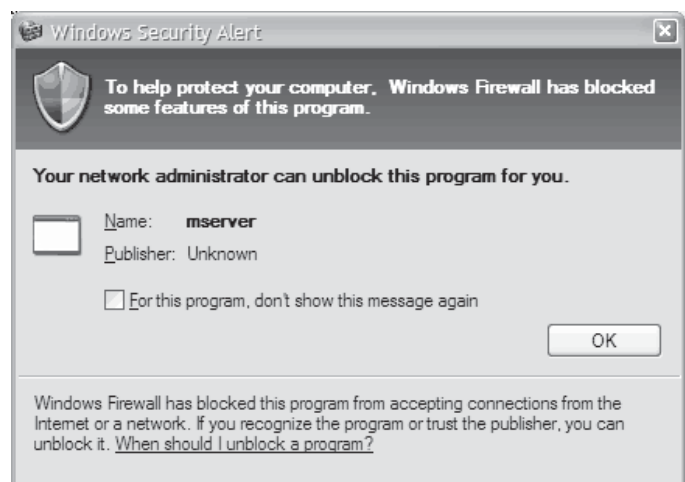 Windows Security Alert
To help protect your computer, Windows Firewall has blocked
some features of this program.
Your network administrator can unblock this program for you.
Name: mserver
Publisher: Unknown
For this program, don't show this message again
OK
Windows Firewall has blocked this program from accepting connections from the
Internet or a network. If you recognize the program or trust the publisher, you can
unblock it. When should I unblock a program?